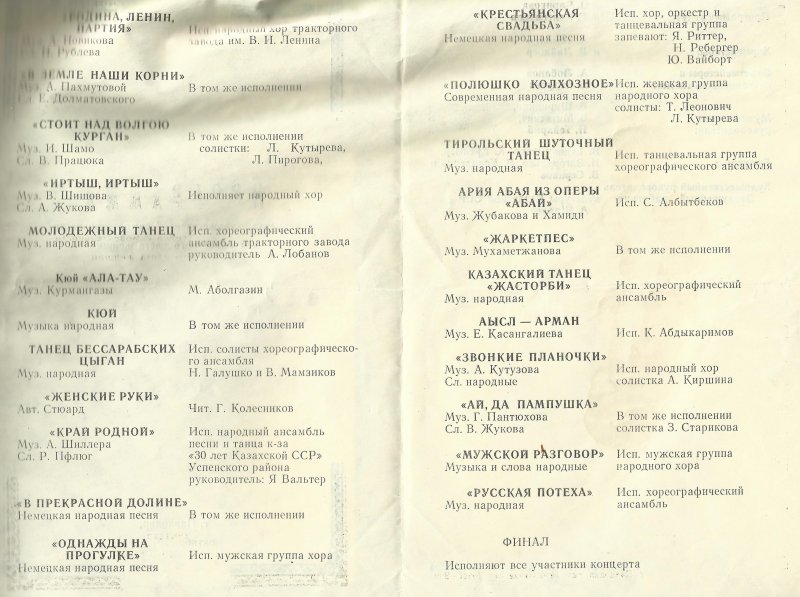 РОДИНА, ЛЕНИН,
ПАРТИЯ»
Муз. А. Новикова
Н. Рублева
Исп. народный хор тракторного
завода им. В. И. Ленина
«В ЗЕМЛЕ НАШИ КОРНИ»
Муз. А. Пахмутовой
Сл. Е. Долматовского
В том же исполнении
«СТОИТ НАД ВОЛГОЮ
КУРГАН»
Муз. И. Шамо
Сл. В. Працюка
В том же исполнении
солистки: Л. Кутырева,
Л. Пирогова,
«ИРТЫШ, ИРТЫШ»
Муз. В. Шишова
Сл. А. Жукова
Исполняет народный хор
МОЛОДЕЖНЫЙ ТАНЕЦ
Муз. народная
Исп. хореографический
ансамбль тракторного завода
руководитель А. Лобанов
Кюй «АЛА-ТАУ»
Муз. Курмангазы
М. Аболгазин
КЮЙ
Музыка народная
В том же исполнении
ТАНЕЦ БЕССАРАБСКИХ
ЦЫГАН
Муз. народная
Исп. солисты хореографическо-
го ансамбля
Н. Галушко и В. Мамзиков
«ЖЕНСКИЕ РУКИ»
Авт. Стюард
Чит. Г. Колесников
«КРАЙ РОДНОЙ»
Муз. А. Шиллера
Сл. Р. Пфлюг
Исп. народный ансамбль
песни и танца к-за
«30 лет Казахской ССР»
Успенского района
руководитель: Я Вальтер
«В ПРЕКРАСНОЙ ДОЛИНЕ»
Немецкая народная песня
В том же исполнении
«ОДНАЖДЫ НА
ПРОГУЛКЕ»
Немецкая народная песня
Исп. мужская группа хора
«КРЕСТЬЯНСКАЯ
СВАДЬБА»
Немецкая народная песня
Исп. хор, оркестр и
танцевальная группа
запевают: Я. Риттер,
Н. Ребергер
Ю. Вайборт
«ПОЛЮШКО КОЛХОЗНОЕ»
Современная народная песня
Исп. женская группа
народного хора
солисты: Т. Леонович
Л. Кутырева
ТИРОЛЬСКИЙ ШУТОЧНЫЙ
ТАНЕЦ
Муз. народная
Исп. танцевальная группа
хореографического ансамбля
АРИЯ АБАЯ ИЗ ОПЕРЫ
«АБАЙ»
Муз. Жубакова и Хамиди
Исп. С. Албытбеков
«ЖАРКЕТПЕС»
Муз. Мухаметжанова
В том же исполнении
КАЗАХСКИЙ ТАНЕЦ
«ЖАСТОРБИ»
Муз. народная
Исп. хореографический
ансамбль
АЫСЛ — АРМАН
Муз. Е. Қасангалиева
Исп. К. Абдыкаримов
«ЗВОНКИЕ ПЛАНОЧКИ»
Муз. А. Кутузова
Сл. народные
Исп. народный хор
солистка А. Киршина
«АЙ, ДА ПАМПУШКА»
Муз. Г. Пантюхова
Сл. В. Жукова
В том же исполнении
солистка З. Старикова
«МУЖСКОЙ РАЗГОВОР»
Музыка и слова народные
Исп. мужская группа
народного хора
«РУССКАЯ ПОТЕХА»
Муз. народная
Исп. хореографический
ансамбль
ФИНАЛ
Исполняют все участники концерта